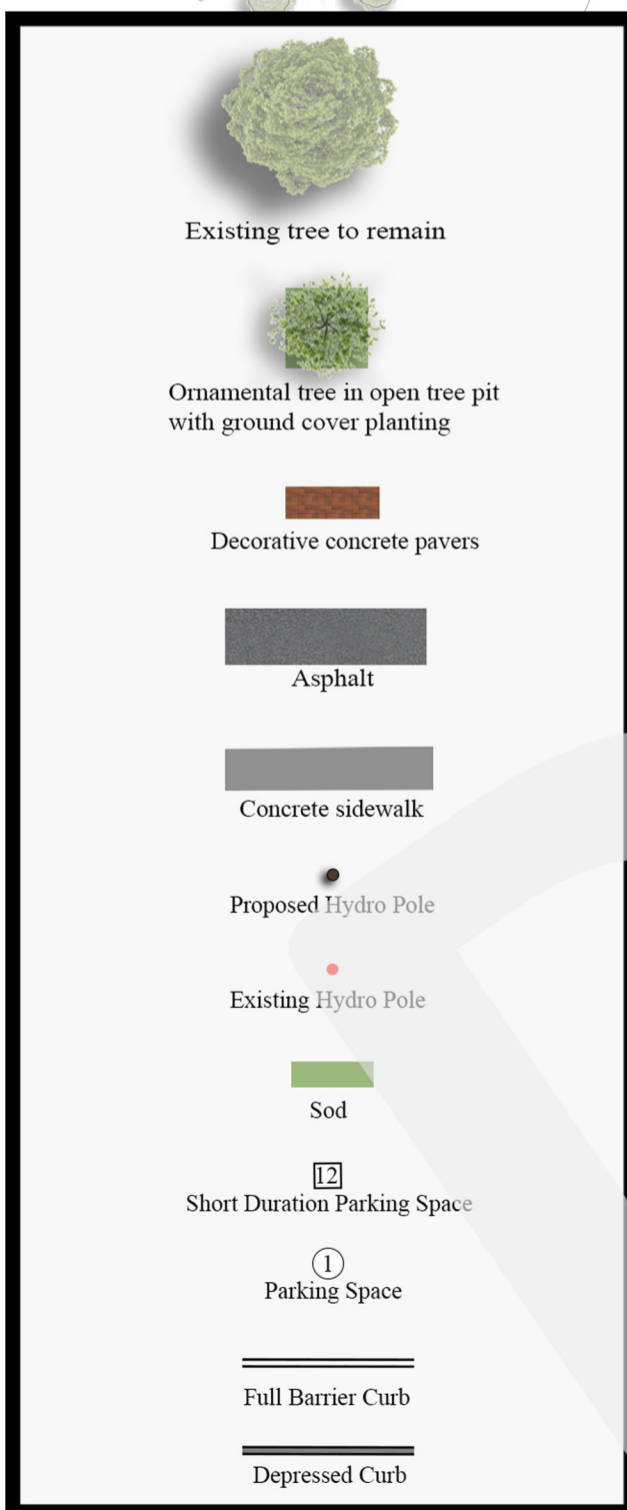 Existing tree to remain
Ornamental tree in open tree pit
with ground cover planting
Decorative concrete pavers
Asphalt
Concrete sidewalk
Proposed Hydro Pole
Existing Hydro Pole
Sod
12
Short Duration Parking Space
1
Parking Space
Full Barrier Curb
Depressed Curb